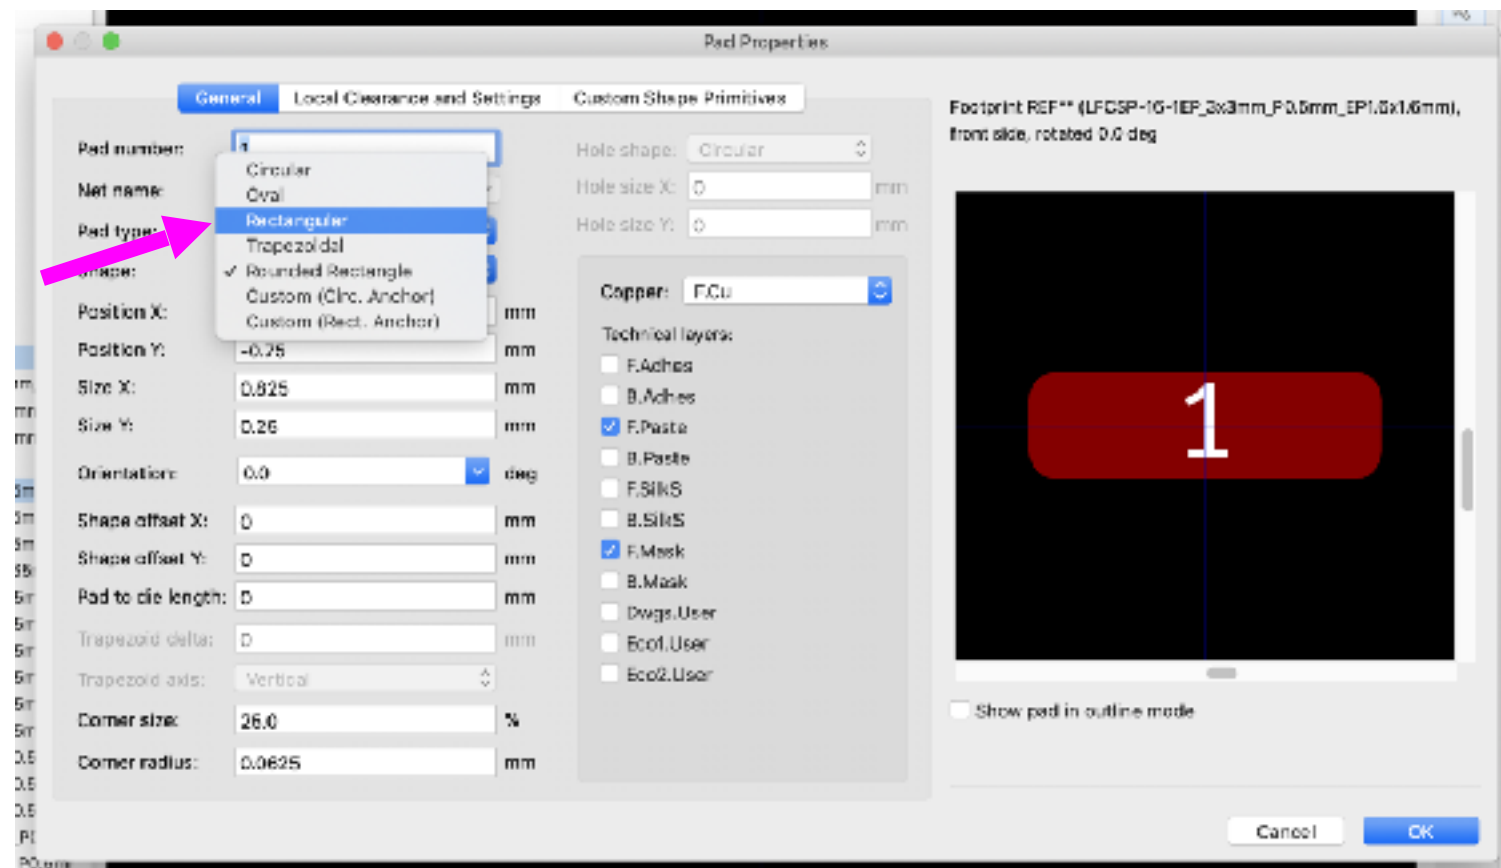 Pad Properties
General
Local Clearance and Settings
Custom Shape Primitives
Pad number:
1
Net name:
Pad type:
Shape:
Circular
Oval
Rectangular
Trapezoidal
✓ Rounded Rectangle
Custom (Circ. Anchor)
Custom (Rect. Anchor)
Position X:
mm
Position Y:
-0.75
mm
Size X:
0.825
mm
Size Y:
0.25
mm
Orientation:
0.0
deg
Shape offset X:
0
mm
Shape offset Y:
0
mm
Pad to die length:
0
mm
Trapezoid delta:
0
mm
Trapezoid axis:
Vertical
Corner size:
25.0
%
Corner radius:
0.0625
mm
Hole shape:
Circular
Hole size X:
0
mm
Hole size Y:
0
mm
Copper:
F.Cu
Technical layers:
F.Adhes
B.Adhes
F.Paste
B.Paste
F.SilkS
B.SilkS
F.Mask
B.Mask
Dwgs.User
Eco1.User
Eco2.User
Footprint REF** (LFCSP-16-1EP_3x3mm_P0.5mm_EP1.6x1.6mm),
front side, rotated 0.0 deg
1
Show pad in outline mode
Cancel
OK